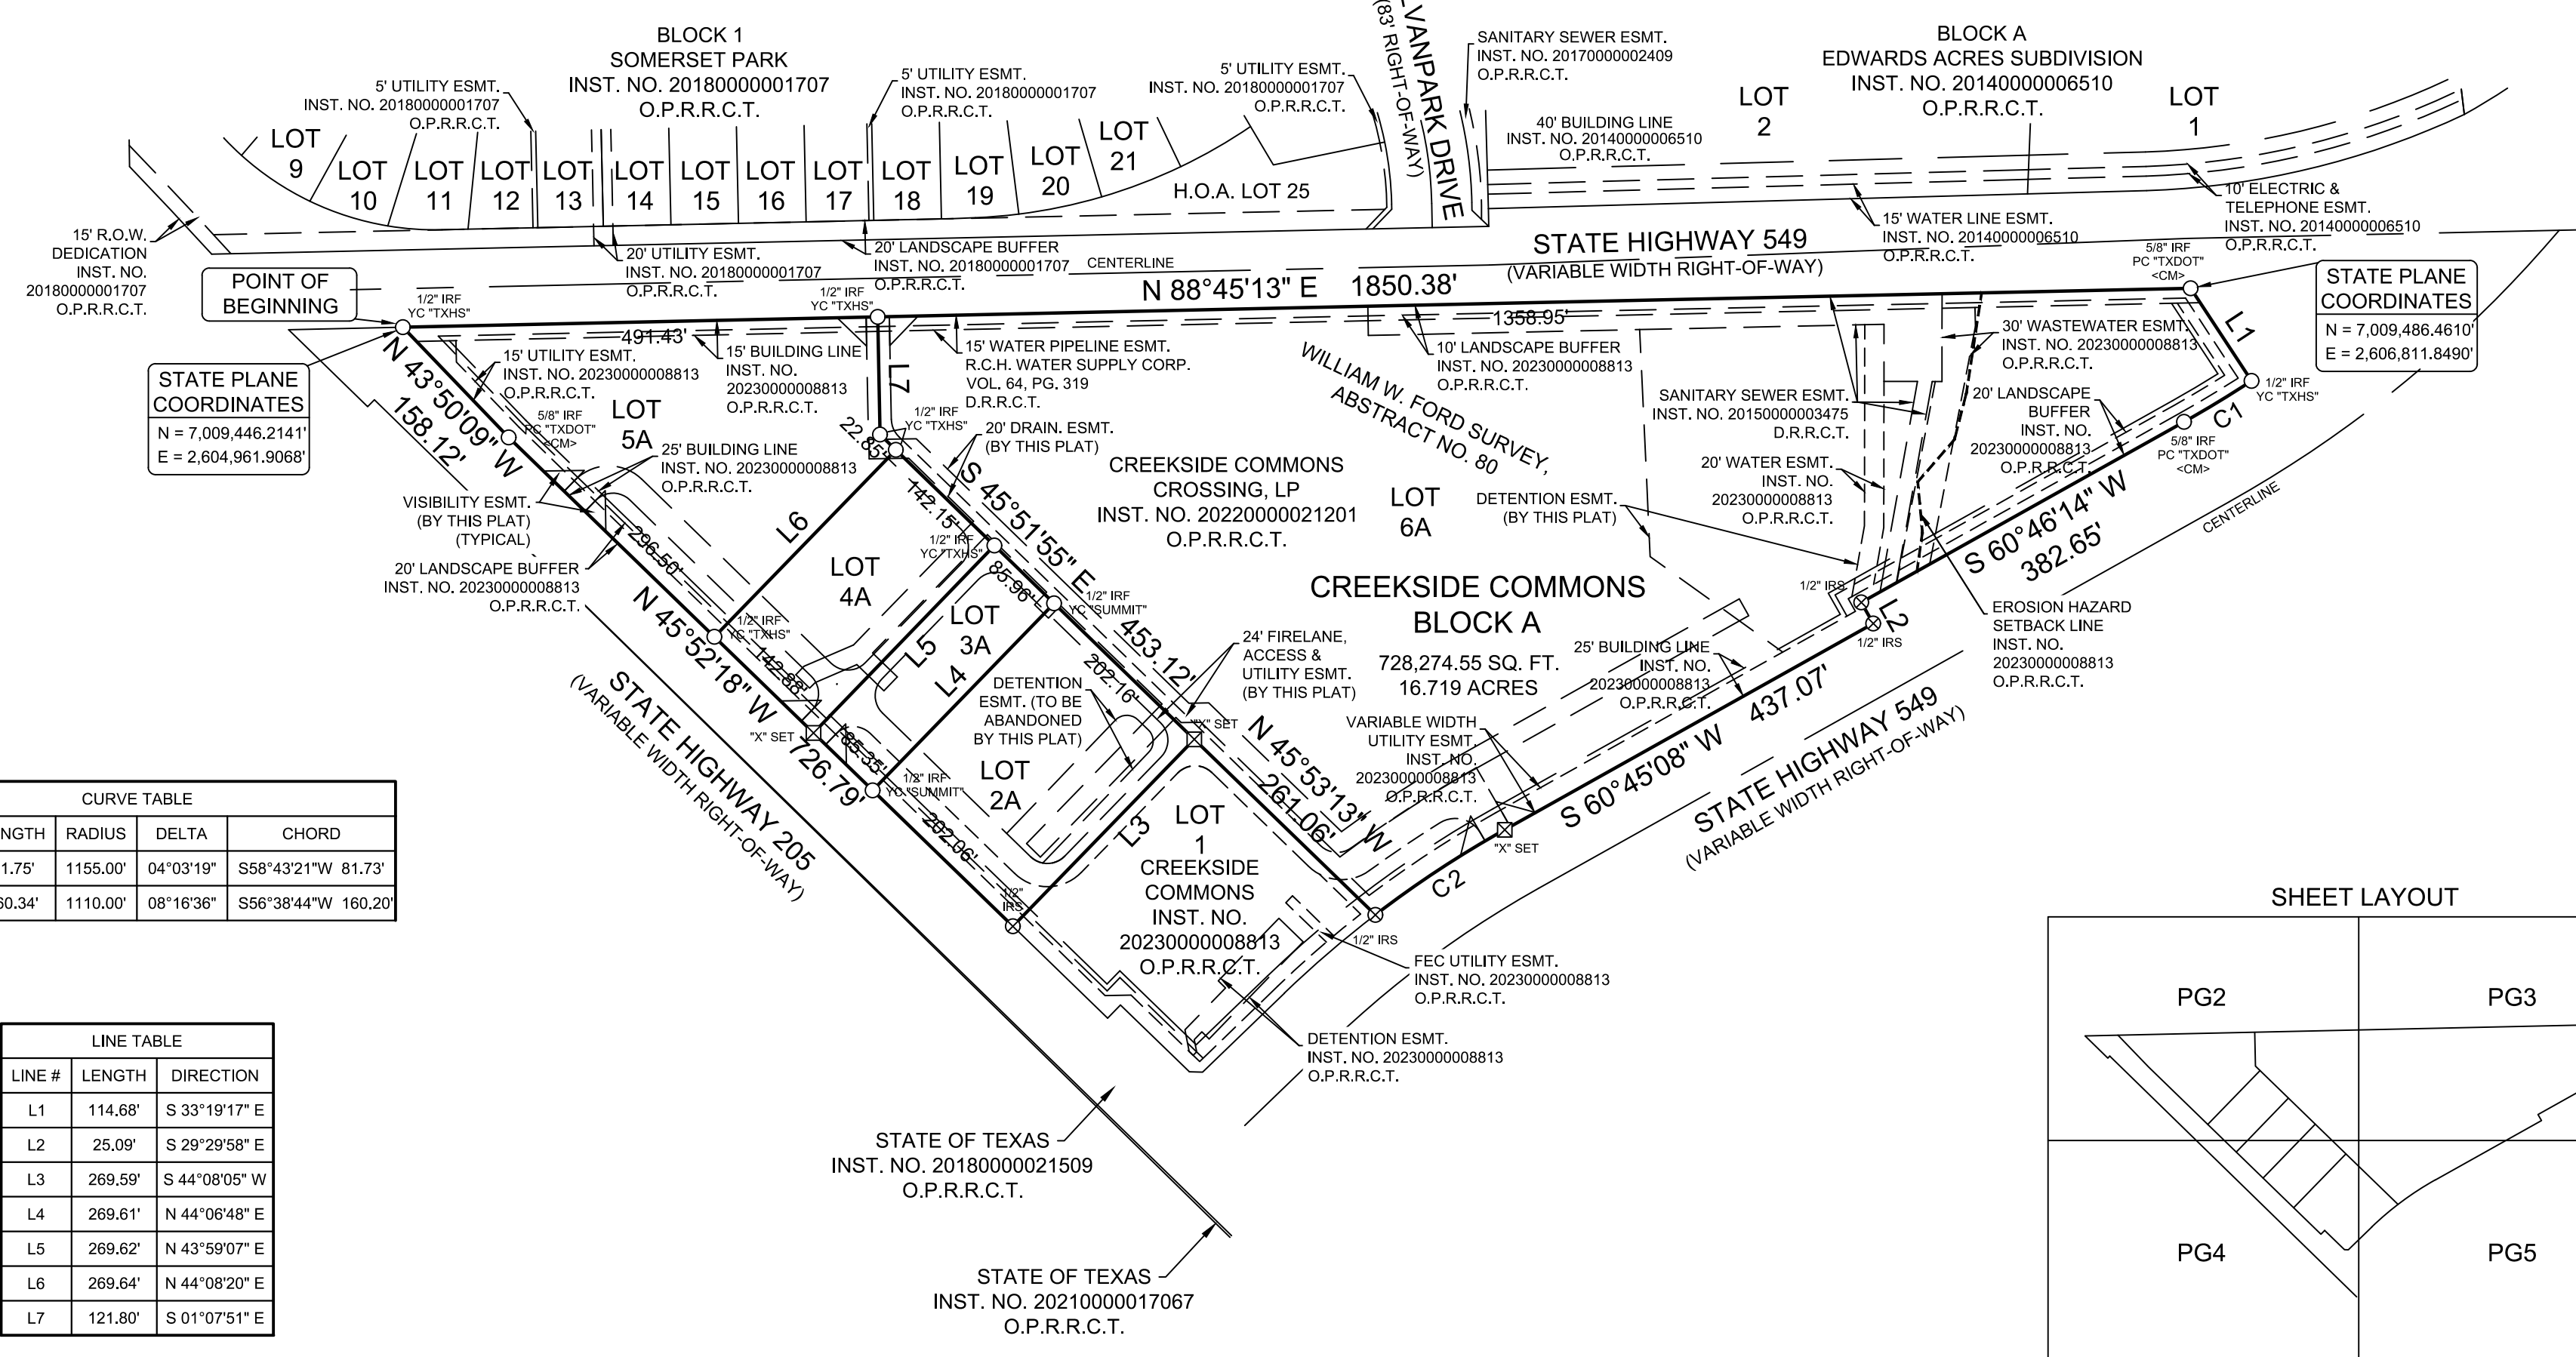 BLOCK 1
SOMERSET PARK
INST. NO. 20180000001707
O.P.R.R.C.T.
5' UTILITY ESMT.
INST. NO. 20180000001707
O.P.R.R.C.T.
5' UTILITY ESMT.
INST. NO. 20180000001707
O.P.R.R.C.T.
5' UTILITY ESMT.
INST. NO. 20180000001707
O.P.R.R.C.T.
VANPARK DRIVE
(83' RIGHT-OF-WAY)
SANITARY SEWER ESMT.
INST. NO. 20170000002409
O.P.R.R.C.T.
BLOCK A
EDWARDS ACRES SUBDIVISION
INST. NO. 20140000006510
O.P.R.R.C.T.
LOT
2
LOT
1
40' BUILDING LINE
INST. NO. 20140000006510
O.P.R.R.C.T.
LOT
9
LOT
10
LOT
11
LOT
12
LOT
13
LOT
14
LOT
15
LOT
16
LOT
17
LOT
18
LOT
19
LOT
20
LOT
21
H.O.A. LOT 25
15' R.O.W.
DEDICATION
INST. NO.
20180000001707
O.P.R.R.C.T.
20' UTILITY ESMT.
INST. NO. 20180000001707
O.P.R.R.C.T.
20' LANDSCAPE BUFFER
INST. NO. 20180000001707
O.P.R.R.C.T.
CENTERLINE
STATE HIGHWAY 549
(VARIABLE WIDTH RIGHT-OF-WAY)
15' WATER LINE ESMT.
INST. NO. 20140000006510
O.P.R.R.C.T.
10' ELECTRIC &
TELEPHONE ESMT.
INST. NO. 20140000006510
O.P.R.R.C.T.
5/8" IRF
PC "TXDOT"
<CM>
POINT OF
BEGINNING
1/2" IRF
YC "TXHS"
1/2" IRF
YC "TXHS"
N 88°45'13" E 1850.38'
STATE PLANE
COORDINATES
N = 7,009,486.4610'
E = 2,606,811.8490'
491.43'
1358.95'
L1
STATE PLANE
COORDINATES
N = 7,009,446.2141'
E = 2,604,961.9068'
N 43°50'09" W
158.12'
15' UTILITY ESMT.
INST. NO. 20230000008813
O.P.R.R.C.T.
15' BUILDING LINE
INST. NO.
20230000008813
O.P.R.R.C.T.
L7
15' WATER PIPELINE ESMT.
R.C.H. WATER SUPPLY CORP.
VOL. 64, PG. 319
D.R.R.C.T.
WILLIAM W. FORD SURVEY,
ABSTRACT NO. 80
10' LANDSCAPE BUFFER
INST. NO. 20230000008813
O.P.R.R.C.T.
30' WASTEWATER ESMT.
INST. NO. 20230000008813
O.P.R.R.C.T.
SANITARY SEWER ESMT.
INST. NO. 20150000003475
D.R.R.C.T.
20' LANDSCAPE
BUFFER
INST. NO.
20230000008813
O.P.R.R.C.T.
1/2" IRF
YC "TXHS"
C1
5/8" IRF
PC "TXDOT"
<CM>
5/8" IRF
PC "TXDOT"
<CM>
LOT
5A
1/2" IRF
YC "TXHS"
22.85'
20' DRAIN. ESMT.
(BY THIS PLAT)
25' BUILDING LINE
INST. NO. 20230000008813
O.P.R.R.C.T.
CREEKSIDE COMMONS
CROSSING, LP
INST. NO. 20220000021201
O.P.R.R.C.T.
LOT
6A
20' WATER ESMT.
INST. NO.
20230000008813
O.P.R.R.C.T.
DETENTION ESMT.
(BY THIS PLAT)
VISIBILITY ESMT.
(BY THIS PLAT)
(TYPICAL)
S 45°51'55" E 453.12'
142.15'
1/2" IRF
YC "TXHS"
S 60°46'14" W
382.65'
CENTERLINE
L6
296.50'
20' LANDSCAPE BUFFER
INST. NO. 20230000008813
O.P.R.R.C.T.
LOT
4A
85.96'
1/2" IRF
YC "SUMMIT"
CREEKSIDE COMMONS
BLOCK A
728,274.55 SQ. FT.
16.719 ACRES
1/2" IRS
L2
1/2" IRS
EROSION HAZARD
SETBACK LINE
INST. NO.
20230000008813
O.P.R.R.C.T.
N 45°52'18" W 726.79'
1/2" IRF
YC "TXHS"
142.88'
L5
LOT
3A
L4
202.16'
24' FIRELANE,
ACCESS &
UTILITY ESMT.
(BY THIS PLAT)
25' BUILDING LINE
INST. NO.
20230000008813
O.P.R.R.C.T.
DETENTION
ESMT. (TO BE
ABANDONED
BY THIS PLAT)
"X" SET
VARIABLE WIDTH
UTILITY ESMT.
INST. NO.
20230000008813
O.P.R.R.C.T.
STATE HIGHWAY 205
(VARIABLE WIDTH RIGHT-OF-WAY)
"X" SET
85.35'
1/2" IRF
YC "SUMMIT"
LOT
2A
N 45°53'13" W
261.06'
S 60°45'08" W 437.07'
STATE HIGHWAY 549
(VARIABLE WIDTH RIGHT-OF-WAY)
202.06'
L3
LOT
1
CREEKSIDE
COMMONS
INST. NO.
20230000008813
O.P.R.R.C.T.
"X" SET
C2
1/2"
IRS
1/2" IRS
FEC UTILITY ESMT.
INST. NO. 20230000008813
O.P.R.R.C.T.
DETENTION ESMT.
INST. NO. 20230000008813
O.P.R.R.C.T.
STATE OF TEXAS
INST. NO. 20180000021509
O.P.R.R.C.T.
STATE OF TEXAS
INST. NO. 20210000017067
O.P.R.R.C.T.
CURVE TABLE
NGTH RADIUS DELTA CHORD
1.75' 1155.00' 04°03'19" S58°43'21"W 81.73'
60.34' 1110.00' 08°16'36" S56°38'44"W 160.20'
LINE TABLE
LINE # LENGTH DIRECTION
L1 114.68' S 33°19'17" E
L2 25.09' S 29°29'58" E
L3 269.59' S 44°08'05" W
L4 269.61' N 44°06'48" E
L5 269.62' N 43°59'07" E
L6 269.64' N 44°08'20" E
L7 121.80' S 01°07'51" E
SHEET LAYOUT
PG2
PG3
PG4
PG5